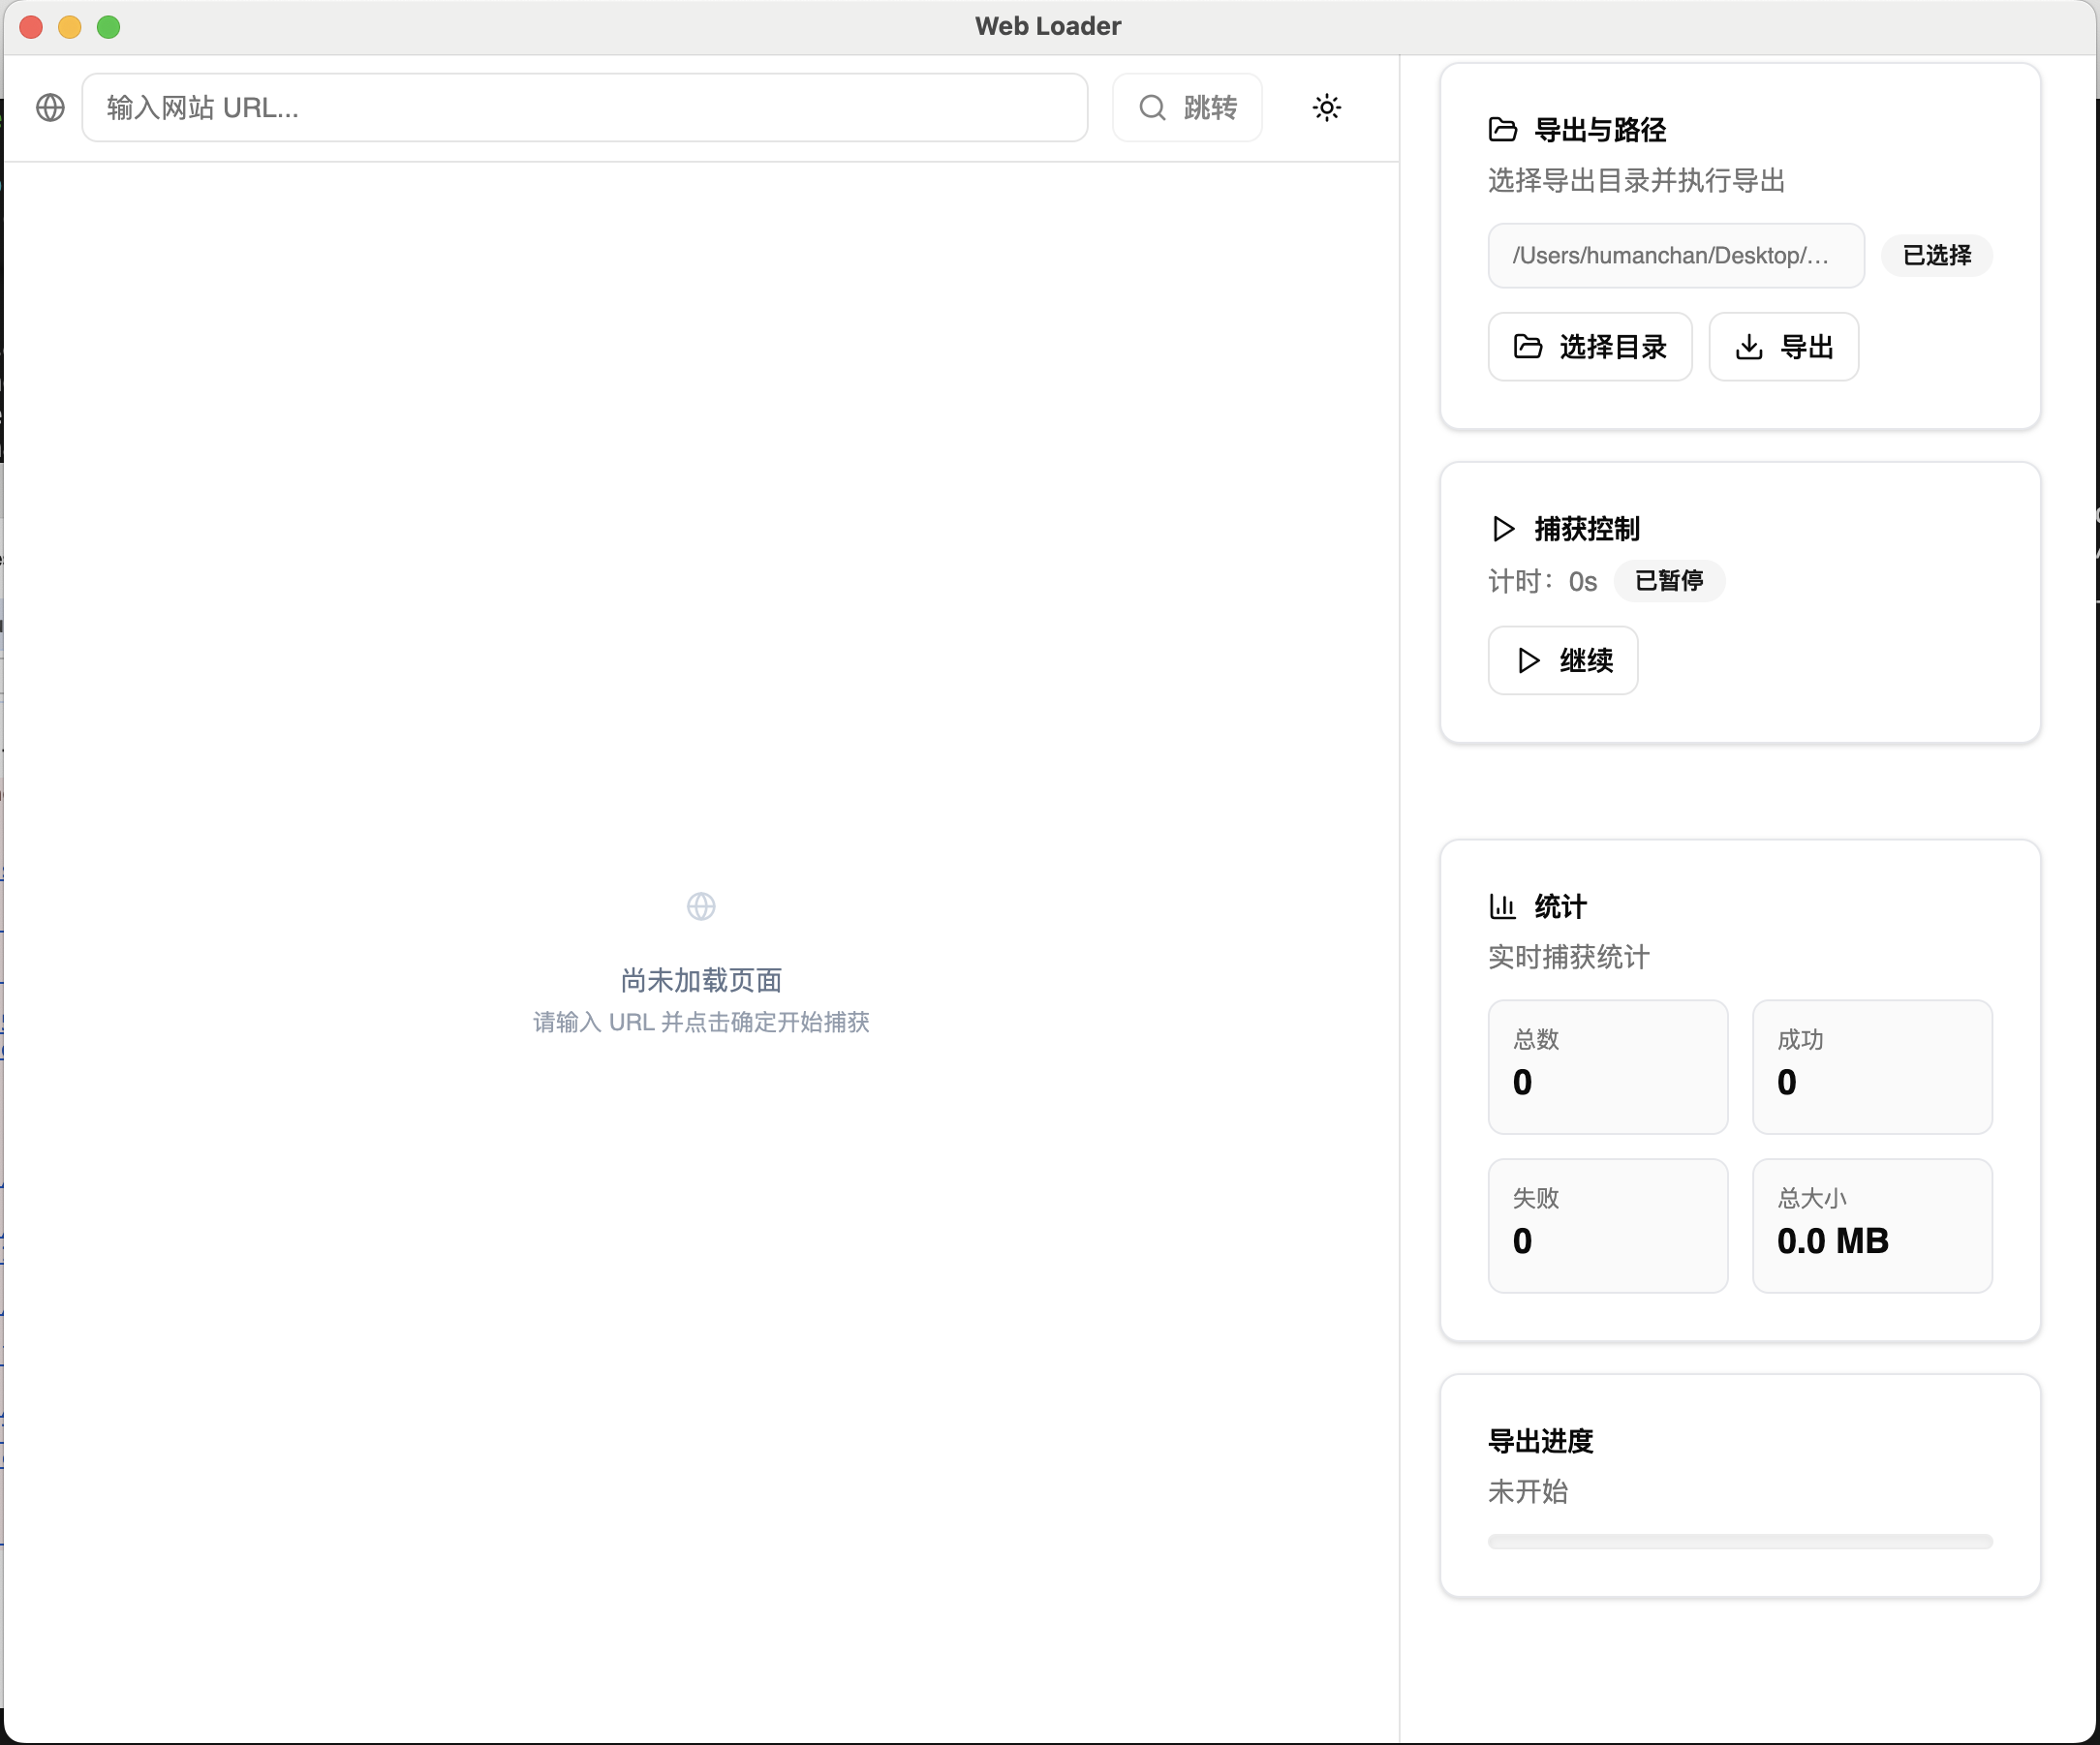 Web Loader
输入网站 URL...
跳转
导出与路径
选择导出目录并执行导出
/Users/humanchan/Desktop/...
已选择
选择目录
导出
捕获控制
计时：0s
已暂停
继续
尚未加载页面
请输入 URL 并点击确定开始捕获
统计
实时捕获统计
总数
0
成功
0
失败
0
总大小
0.0 MB
导出进度
未开始